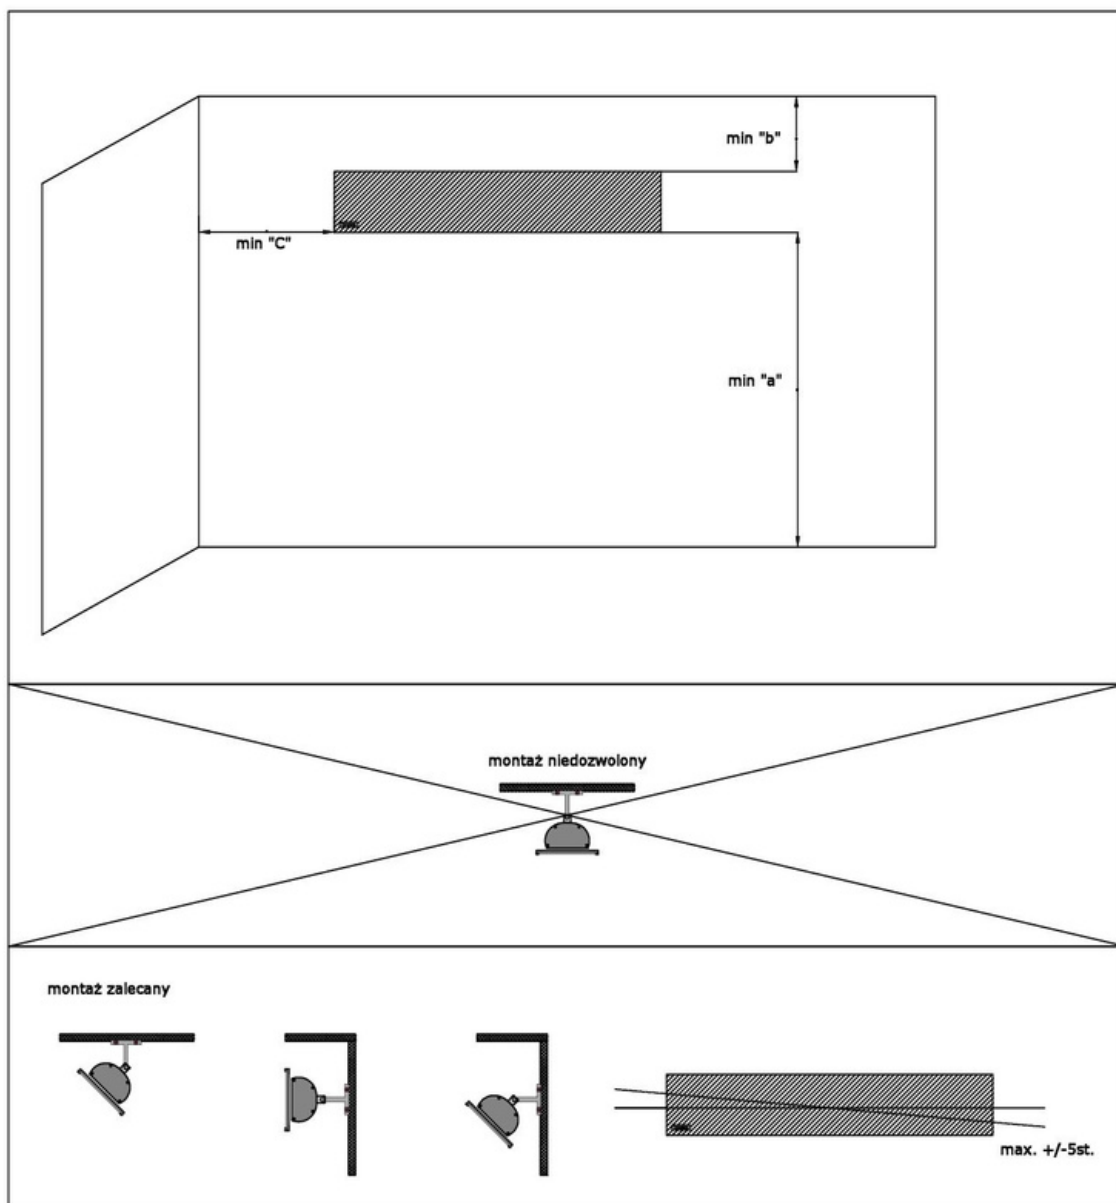 min "b"
min "C"
min "a"
montaż niedozwolony
montaż zalecany
max. +/-5st.